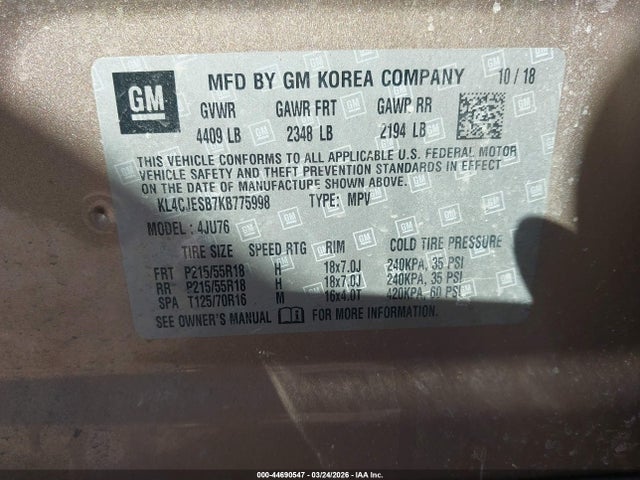 GM
MFD BY GM KOREA COMPANY 10/18
GVWR GAWR FRT GAWR RR
4409 LB 2348 LB 2194 LB
THIS VEHICLE CONFORMS TO ALL APPLICABLE U.S. FEDERAL MOTOR
VEHICLE SAFETY AND THEFT PREVENTION STANDARDS IN EFFECT
ON THE DATE OF MANUFACTURE SHOWN ABOVE.
KL4CJESB7KB775998 TYPE: MPV
MODEL: 4JU76
TIRE SIZE SPEED RTG RIM COLD TIRE PRESSURE
FRT P215/55R18 H 18x7.0J 240KPA, 35 PSI
RR P215/55R18 H 18x7.0J 240KPA, 35 PSI
SPA T125/70R16 M 16x4.0T 420KPA, 60 PSI
SEE OWNER'S MANUAL FOR MORE INFORMATION
000-44690547 - 03/24/2026 - IAA Inc.